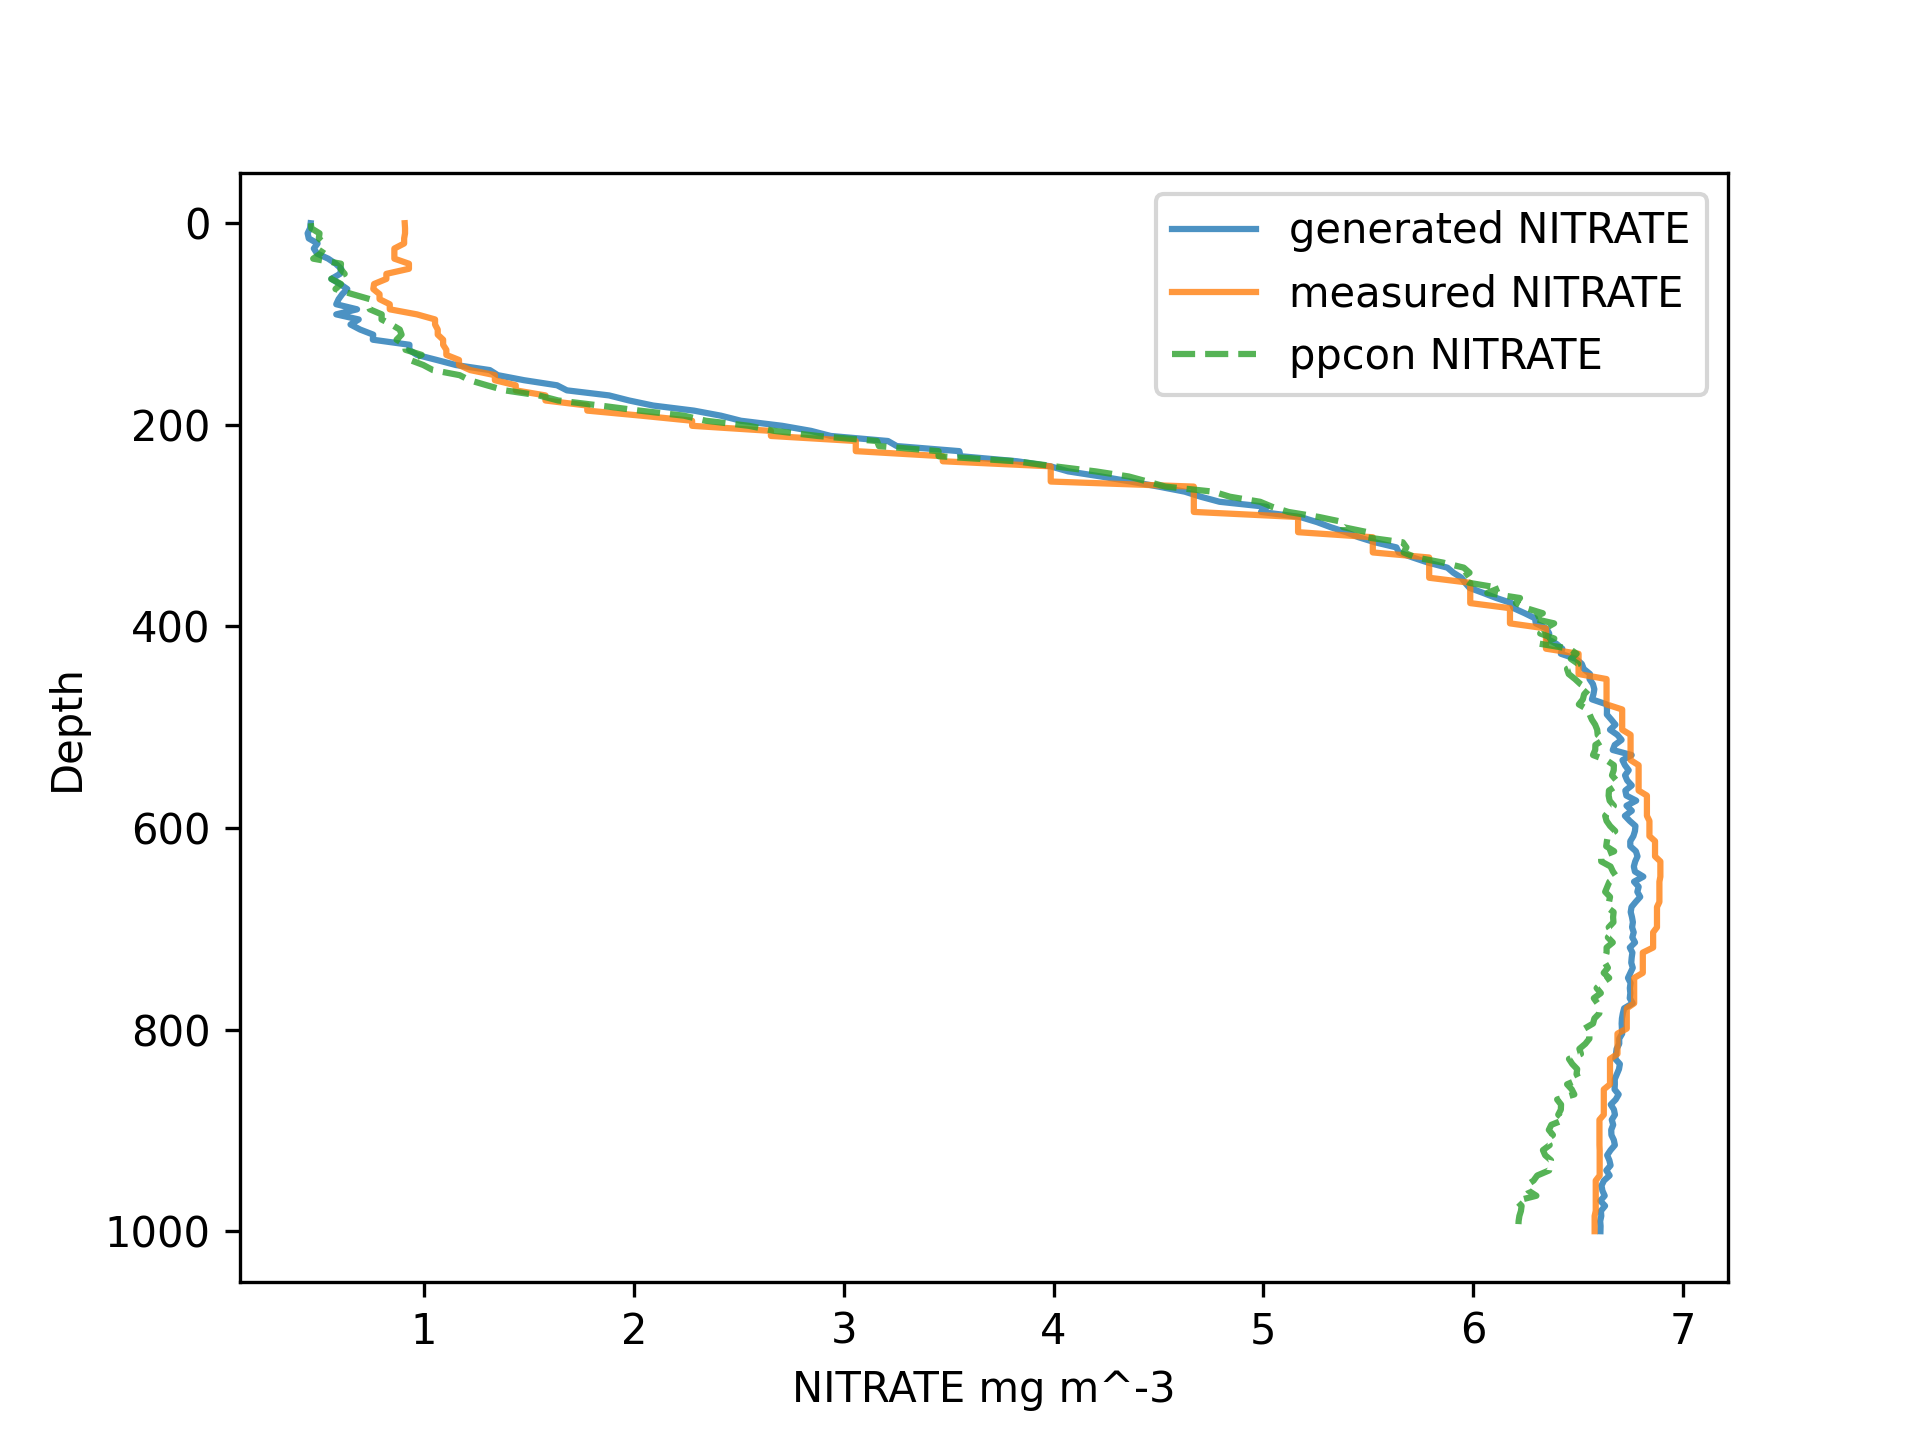 generated NITRATE
measured NITRATE
ppcon NITRATE
0
200
400
600
800
1000
Depth
1 2 3 4 5 6 7
NITRATE mg m^-3